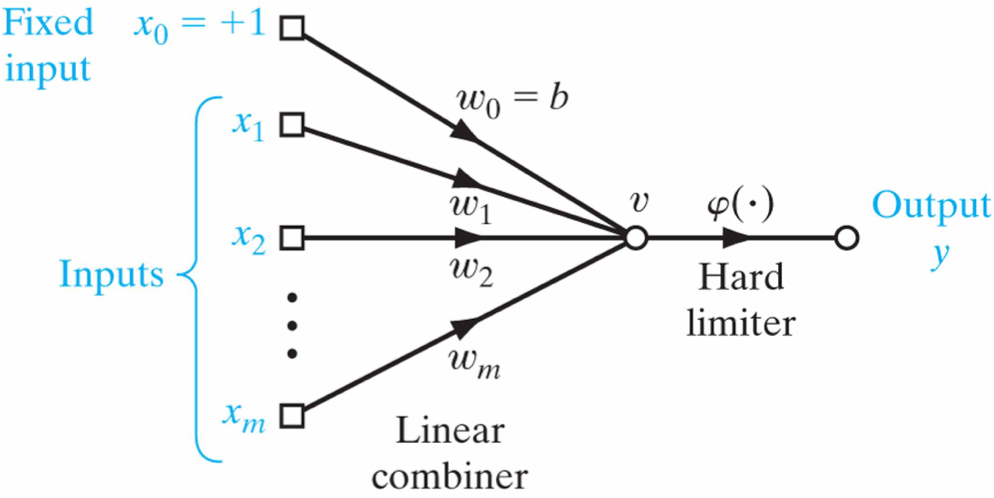 Fixed x₀ = +1
input
w₀ = b
x₁
w₁
v
φ(·)
Output
y
x₂
w₂
Inputs
Hard
limiter
wₘ
xₘ
Linear
combiner